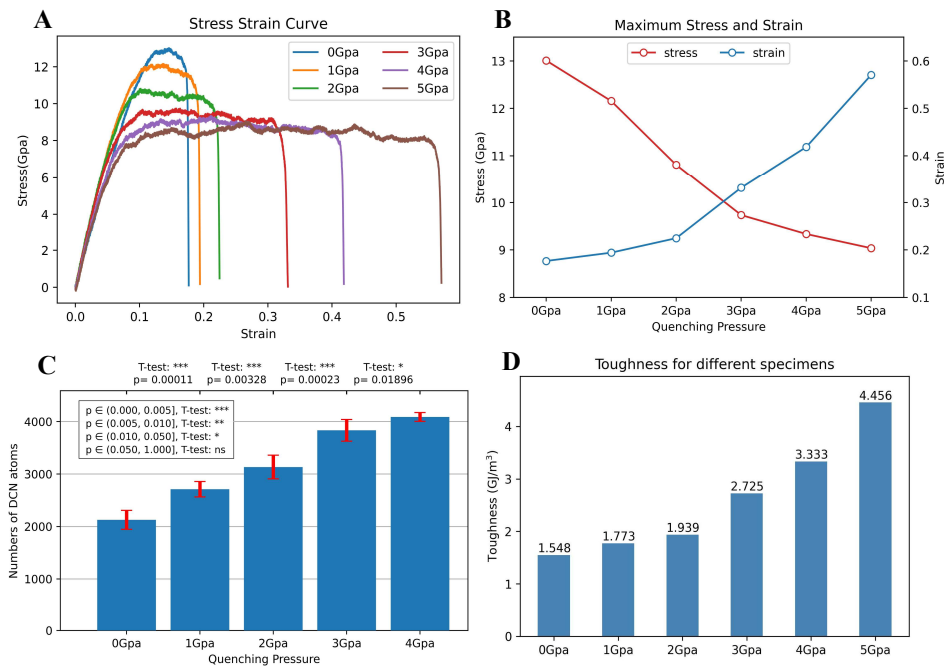 A
Stress Strain Curve
0Gpa
1Gpa
2Gpa
3Gpa
4Gpa
5Gpa
12
10
8
6
4
2
0
Stress(Gpa)
0.0 0.1 0.2 0.3 0.4 0.5
Strain
B
Maximum Stress and Strain
stress strain
13
12
11
10
9
8
Stress (Gpa)
0.6
0.5
0.4
0.3
0.2
0.1
Strain
0Gpa 1Gpa 2Gpa 3Gpa 4Gpa 5Gpa
Quenching Pressure
C
T-test: *** T-test: *** T-test: *** T-test: *
p= 0.00011 p= 0.00328 p= 0.00023 p= 0.01896
p ∈ (0.000, 0.005], T-test: ***
p ∈ (0.005, 0.010], T-test: **
p ∈ (0.010, 0.050], T-test: *
p ∈ (0.050, 1.000], T-test: ns
4000
3000
2000
1000
0
Numbers of DCN atoms
0Gpa 1Gpa 2Gpa 3Gpa 4Gpa
Quenching Pressure
D
Toughness for different specimens
4
3
2
1
0
Toughness (GJ/m³)
1.548
1.773
1.939
2.725
3.333
4.456
0Gpa 1Gpa 2Gpa 3Gpa 4Gpa 5Gpa